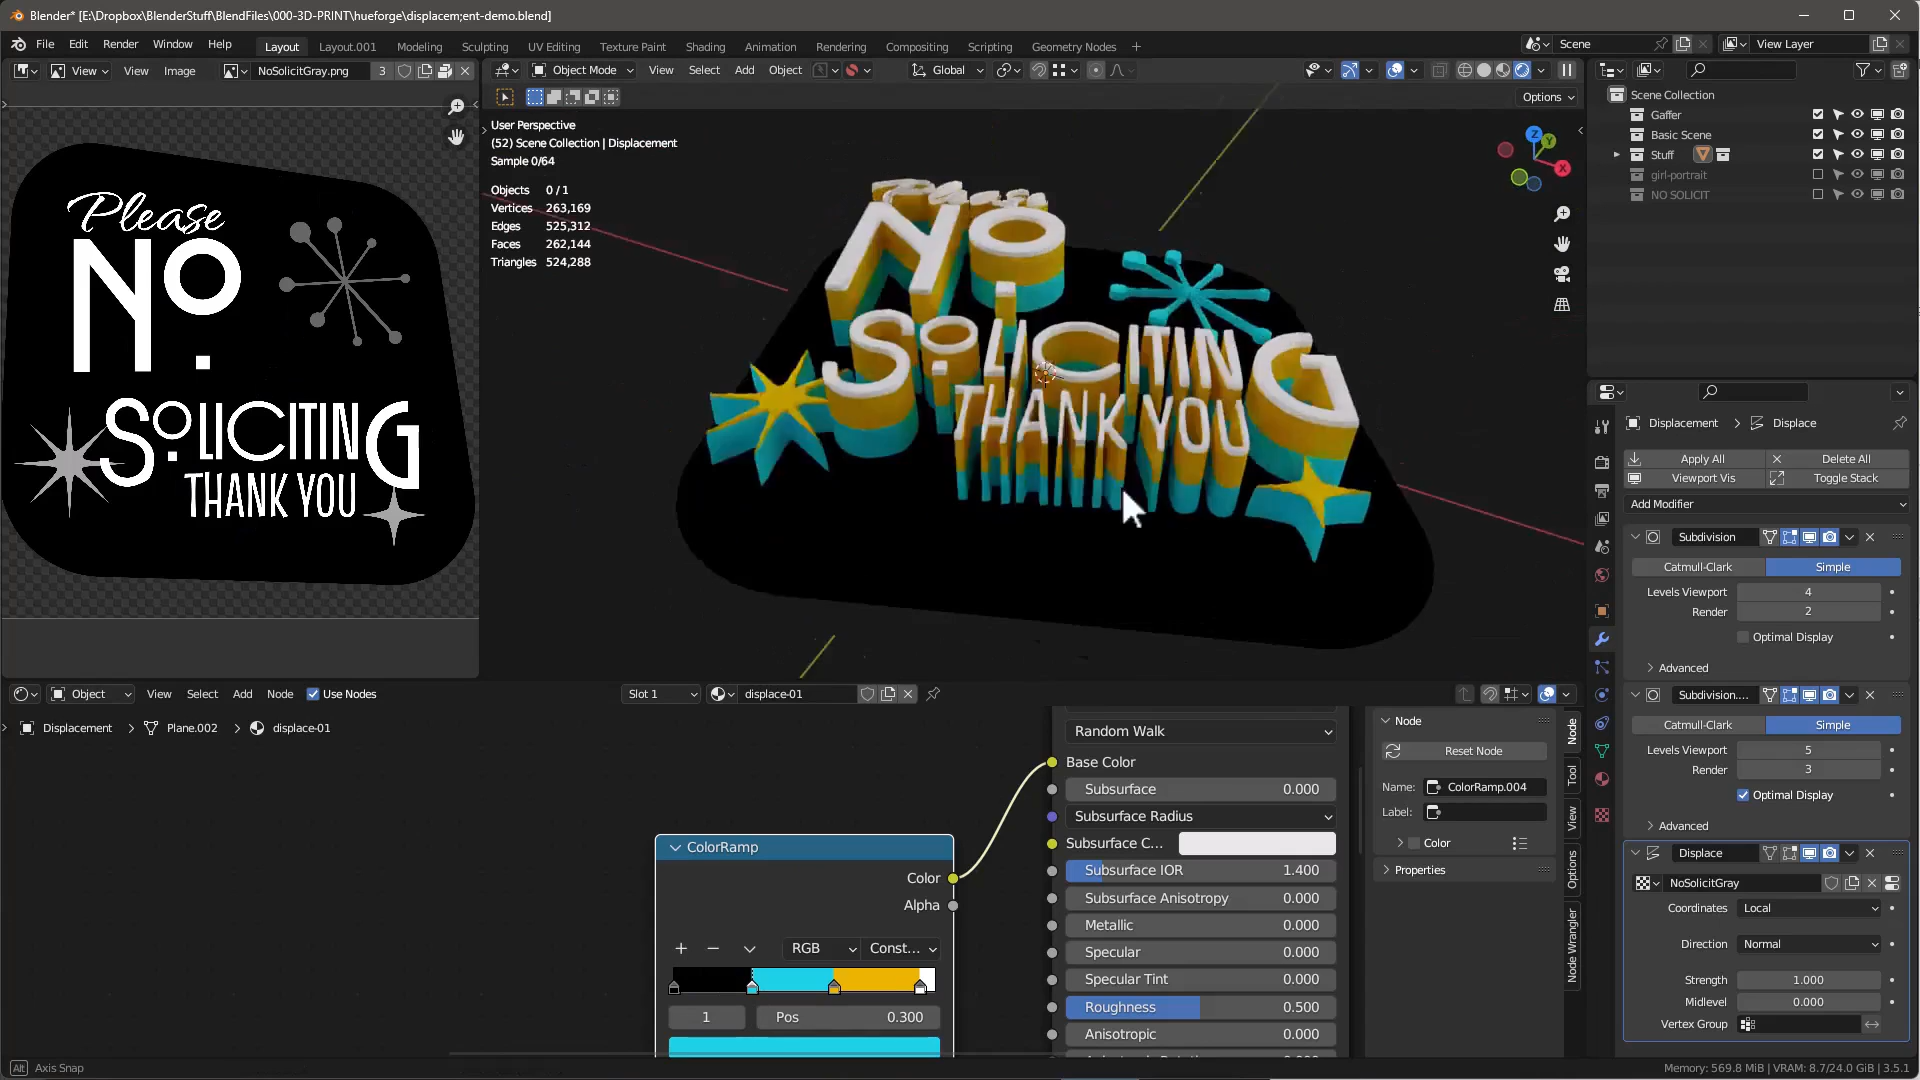 Blender* [E:\Dropbox\BlenderStuff\BlendFiles\000-3D-PRINT\hueforge\displacem;ent-demo.blend]
File Edit Render Window Help Layout Layout.001 Modeling Sculpting UV Editing Texture Paint Shading Animation Rendering Compositing Scripting Geometry Nodes + Scene View Layer
View View Image NoSolicitGray.png 3 Object Mode View Select Add Object Global
Options
User Perspective
(52) Scene Collection | Displacement
Sample 0/64
Objects 0 / 1
Vertices 263,169
Edges 525,312
Faces 262,144
Triangles 524,288
Please
No.
SOLICITING
THANK YOU
No.
SOLICITING
THANK YOU
Z
Y
X
Scene Collection
Gaffer
Basic Scene
Stuff
girl-portrait
NO SOLICIT
Displacement > Displace
Apply All Delete All
Viewport Vis Toggle Stack
Add Modifier
Subdivision
Catmull-Clark Simple
Levels Viewport 4
Render 2
Optimal Display
Advanced
Subdivision....
Catmull-Clark Simple
Levels Viewport 5
Render 3
Optimal Display
Advanced
Displace
NoSolicitGray
Coordinates Local
Direction Normal
Strength 1.000
Midlevel 0.000
Vertex Group
Object View Select Add Node Use Nodes Slot 1 displace-01
Displacement > Plane.002 > displace-01
ColorRamp
Color
Alpha
+ − RGB Const...
1 Pos 0.300
Random Walk
Base Color
Subsurface 0.000
Subsurface Radius
Subsurface C...
Subsurface IOR 1.400
Subsurface Anisotropy 0.000
Metallic 0.000
Specular 0.000
Specular Tint 0.000
Roughness 0.500
Anisotropic 0.000
Node
Reset Node
Name: ColorRamp.004
Label:
Color
Properties
Node
Tool
View
Options
Node Wrangler
Alt Axis Snap
Memory: 569.8 MiB | VRAM: 8.7/24.0 GiB | 3.5.1